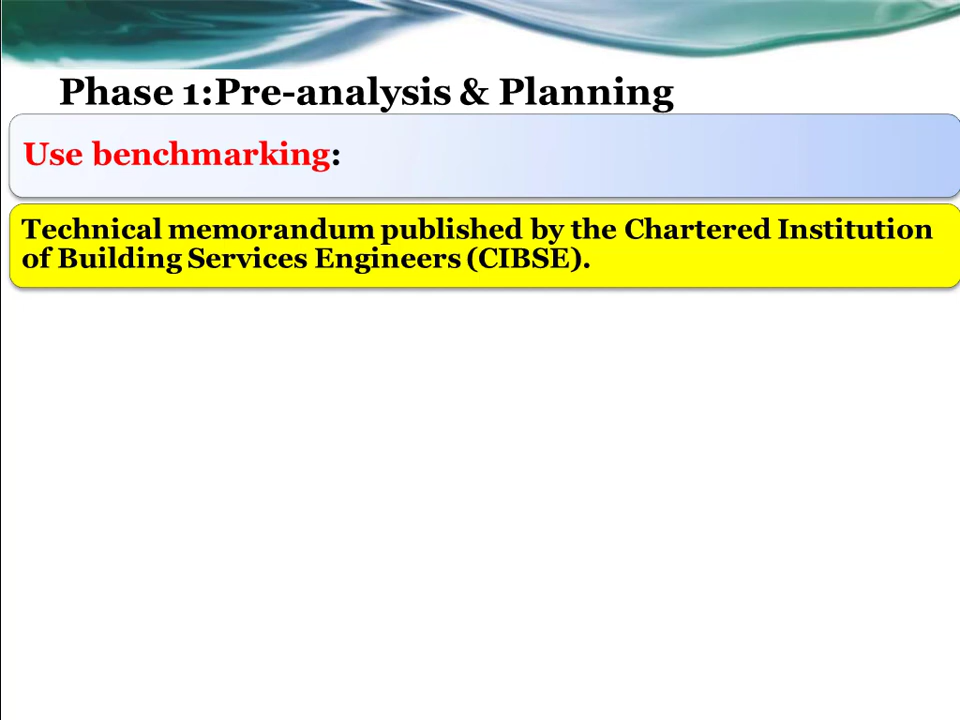 Phase 1:Pre-analysis & Planning
Use benchmarking:
Technical memorandum published by the Chartered Institution
of Building Services Engineers (CIBSE).